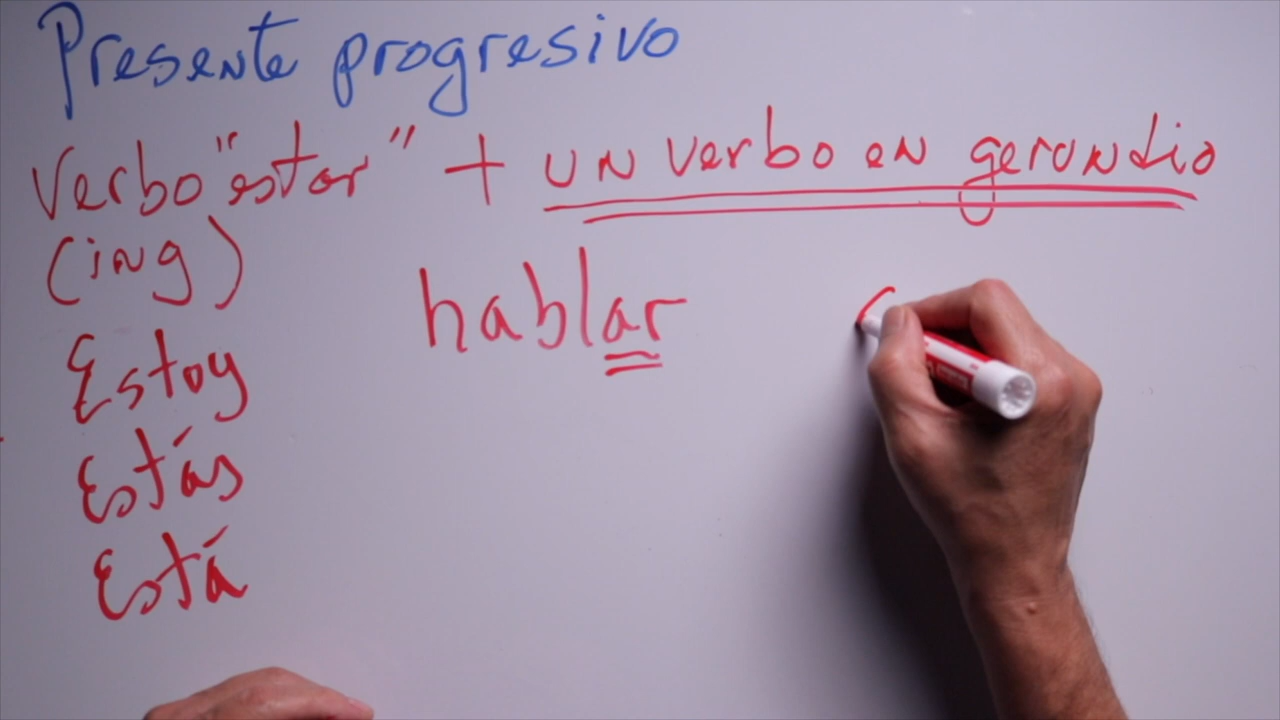 Presente progresivo
Verbo "estar" + un verbo en gerundio
(ing)
hablar
Estoy
Estás
Está